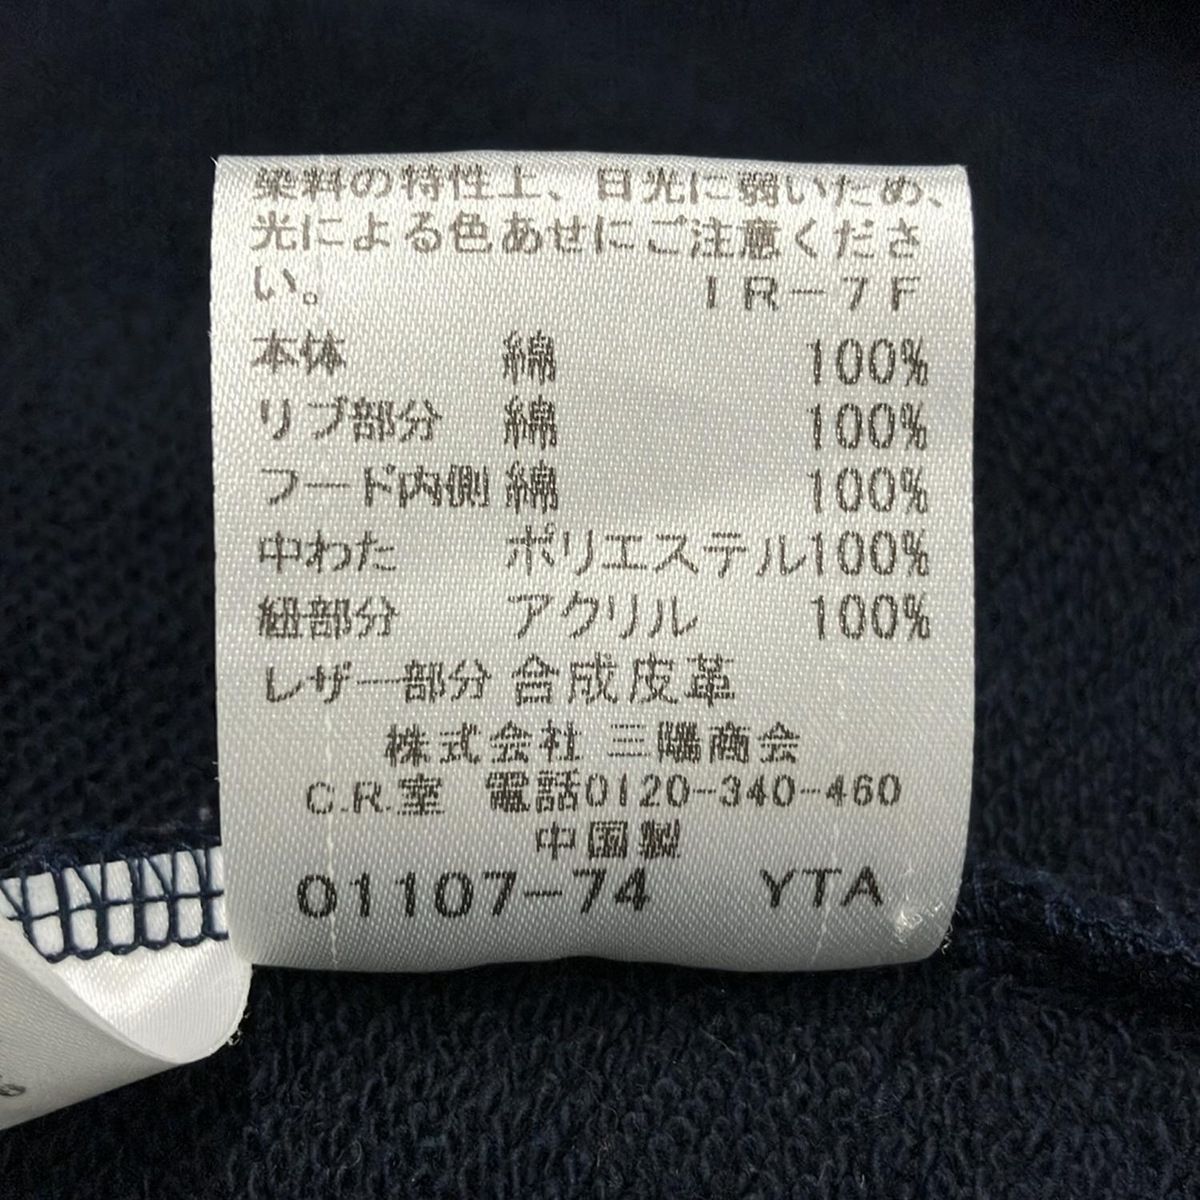 染料の特性上、日光に弱いため、
光による色あせにご注意くださ
い。 IR-7F
本体 綿 100%
リブ部分 綿 100%
フード内側 綿 100%
中わた ポリエステル100%
紐部分 アクリル 100%
レザー部分 合成皮革
株式会社 三陽商会
C.R.室 電話0120-340-460
中国製
01107-74 YTA